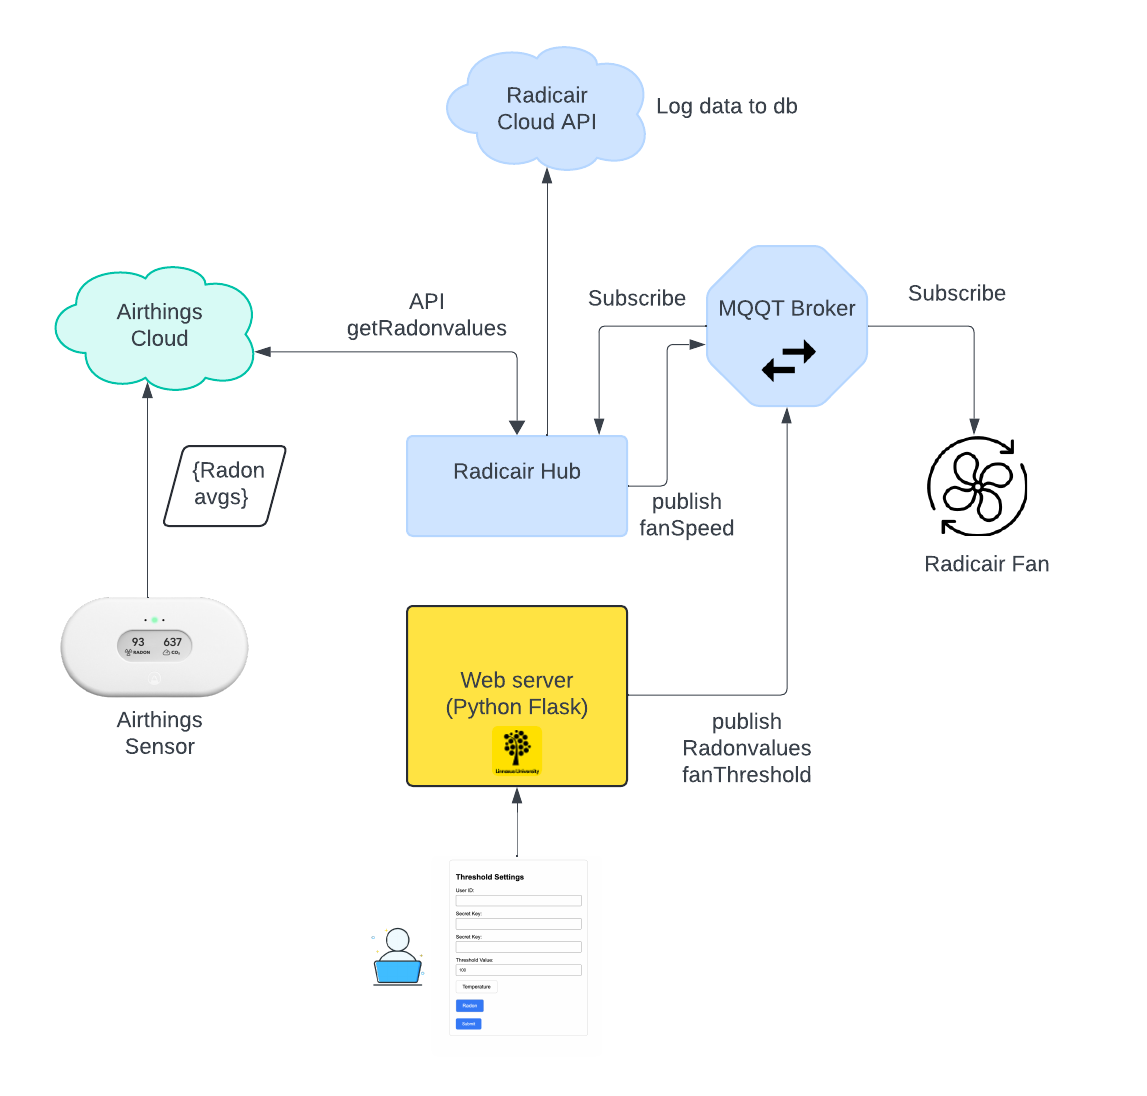 Radicair
Cloud API
Log data to db
Airthings
Cloud
API
getRadonvalues
Subscribe
MQQT Broker
Subscribe
{Radon
avgs}
Radicair Hub
publish
fanSpeed
Radicair Fan
93
637
RADON
CO₂
Airthings
Sensor
Web server
(Python Flask)
Linnæus University
publish
Radonvalues
fanThreshold
Threshold Settings
User ID:
Secret Key:
Secret Key:
Threshold Value:
100
Temperature
Radon
Submit